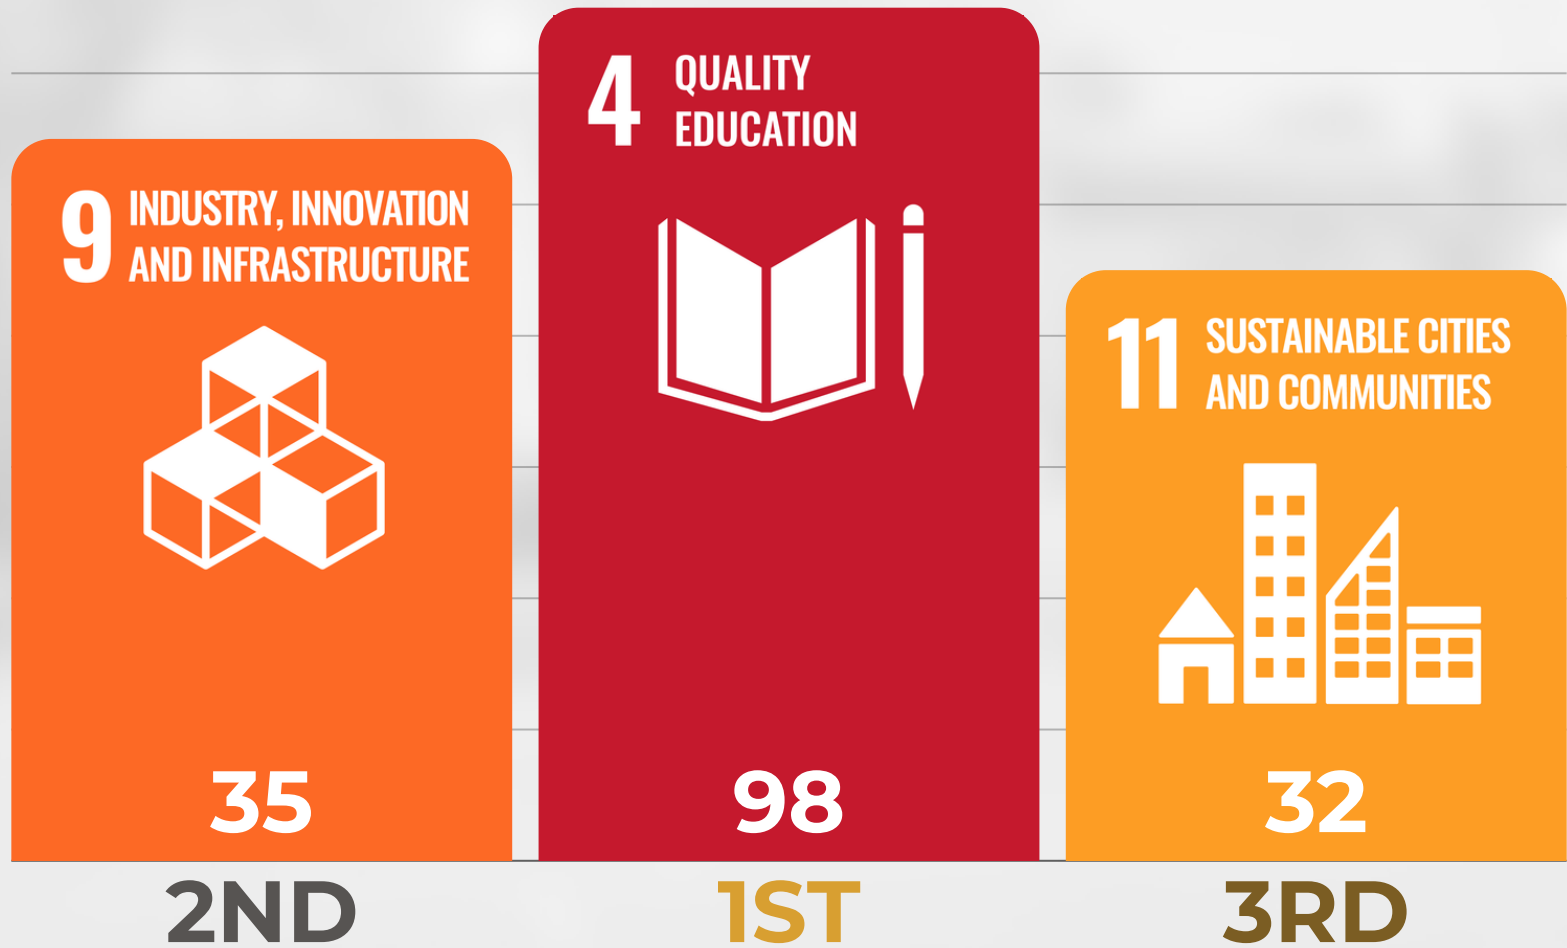 9 INDUSTRY, INNOVATION
AND INFRASTRUCTURE
35
2ND
4 QUALITY
EDUCATION
98
1ST
11 SUSTAINABLE CITIES
AND COMMUNITIES
32
3RD